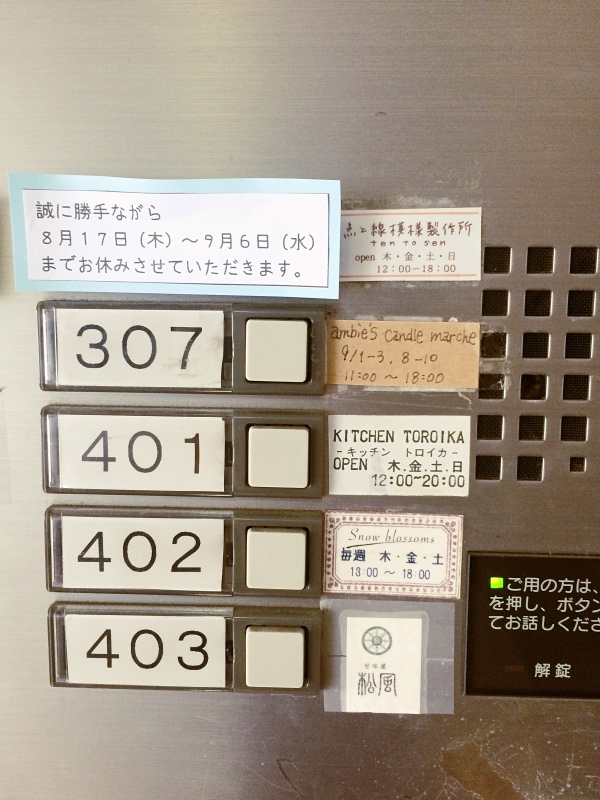 誠に勝手ながら
８月１７日（木）～９月６日（水）
までお休みさせていただきます。
点と線模様製作所
ten to sen
open 木・金・土・日
12:00-18:00
307
ambie's candle marche
9/1-3. 8-10
11:00 ～ 18:00
401
KITCHEN TOROIKA
- キッチン トロイカ -
OPEN 木.金.土.日
12:00~20:00
402
Snow blossoms
毎週 木・金・土
13:00 ～ 18:00
403
松風
ご用の方は、
を押し、ボタン
てお話しくださ
解錠